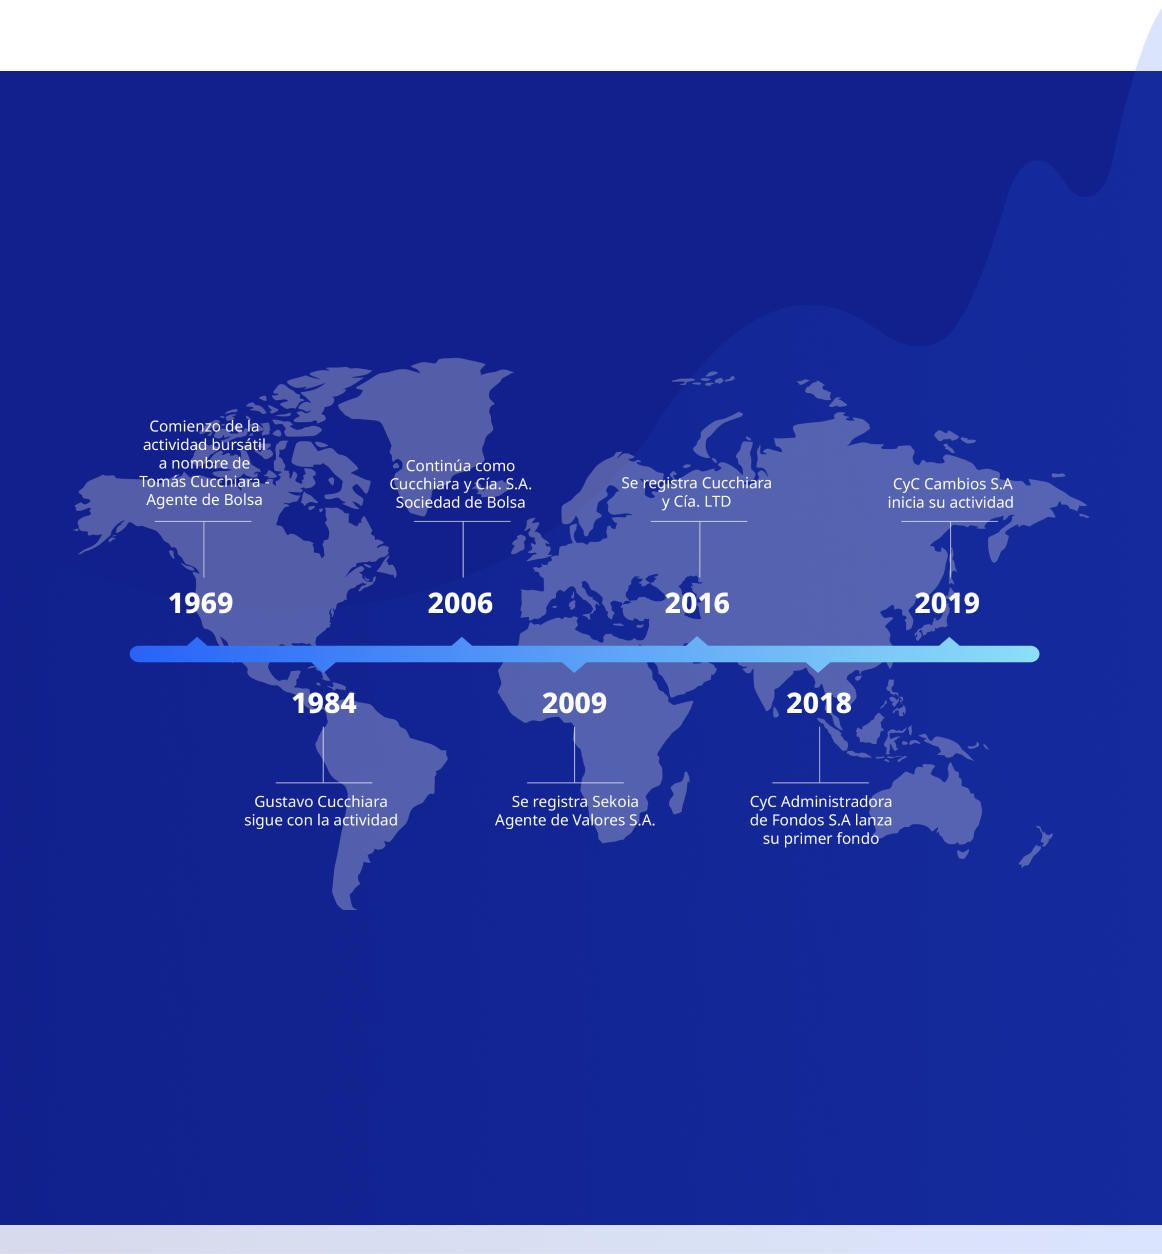 Comienzo de la
actividad bursátil
a nombre de
Tomás Cucchiara -
Agente de Bolsa
1969
Gustavo Cucchiara
sigue con la actividad
1984
Continúa como
Cucchiara y Cía. S.A.
Sociedad de Bolsa
2006
2009
Se registra Sekoia
Agente de Valores S.A.
Se registra Cucchiara
y Cía. LTD
2016
2018
CyC Administradora
de Fondos S.A lanza
su primer fondo
CyC Cambios S.A
inicia su actividad
2019